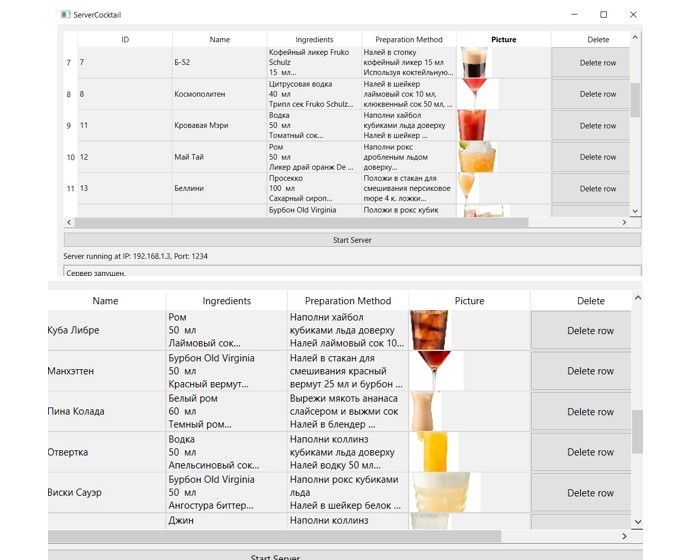 ServerCocktail
ID Name Ingredients Preparation Method Picture Delete
7 7 Б-52 Кофейный ликер Fruko Налей в стопку Delete row
Schulz кофейный ликер 15 мл
15 мл... Используя коктейльную...
8 8 Космополитен Цитрусовая водка Налей в шейкер Delete row
40 мл лаймовый сок 10 мл,
Трипл сек Fruko Schulz... клюквенный сок 50 мл, ...
9 11 Кровавая Мэри Водка Наполни хайбол Delete row
50 мл кубиками льда доверху
Томатный сок... Налей в шейкер ...
10 12 Май Тай Ром Наполни рокс Delete row
50 мл дробленым льдом
Ликер драй оранж De ... доверху...
11 13 Беллини Просекко Положи в стакан для Delete row
100 мл смешивания персиковое
Сахарный сироп... пюре 4 к. ложки...
Бурбон Old Virginia Положи в рокс кубик
Start Server
Server running at IP: 192.168.1.3, Port: 1234
Сервер запущен.
Name Ingredients Preparation Method Picture Delete
Куба Либре Ром Наполни хайбол Delete row
50 мл кубиками льда доверху
Лаймовый сок... Налей лаймовый сок 10...
Манхэттен Бурбон Old Virginia Налей в стакан для Delete row
50 мл смешивания красный
Красный вермут... вермут 25 мл и бурбон ...
Пина Колада Белый ром Вырежи мякоть ананаса Delete row
60 мл слайсером и выжми сок
Темный ром... Налей в блендер ...
Отвертка Водка Наполни коллинз Delete row
50 мл кубиками льда доверху
Апельсиновый сок... Налей водку 50 мл...
Виски Сауэр Бурбон Old Virginia Наполни рокс кубиками Delete row
50 мл льда
Ангостура биттер... Налей в шейкер белок ...
Джин Наполни коллинз
Start Server